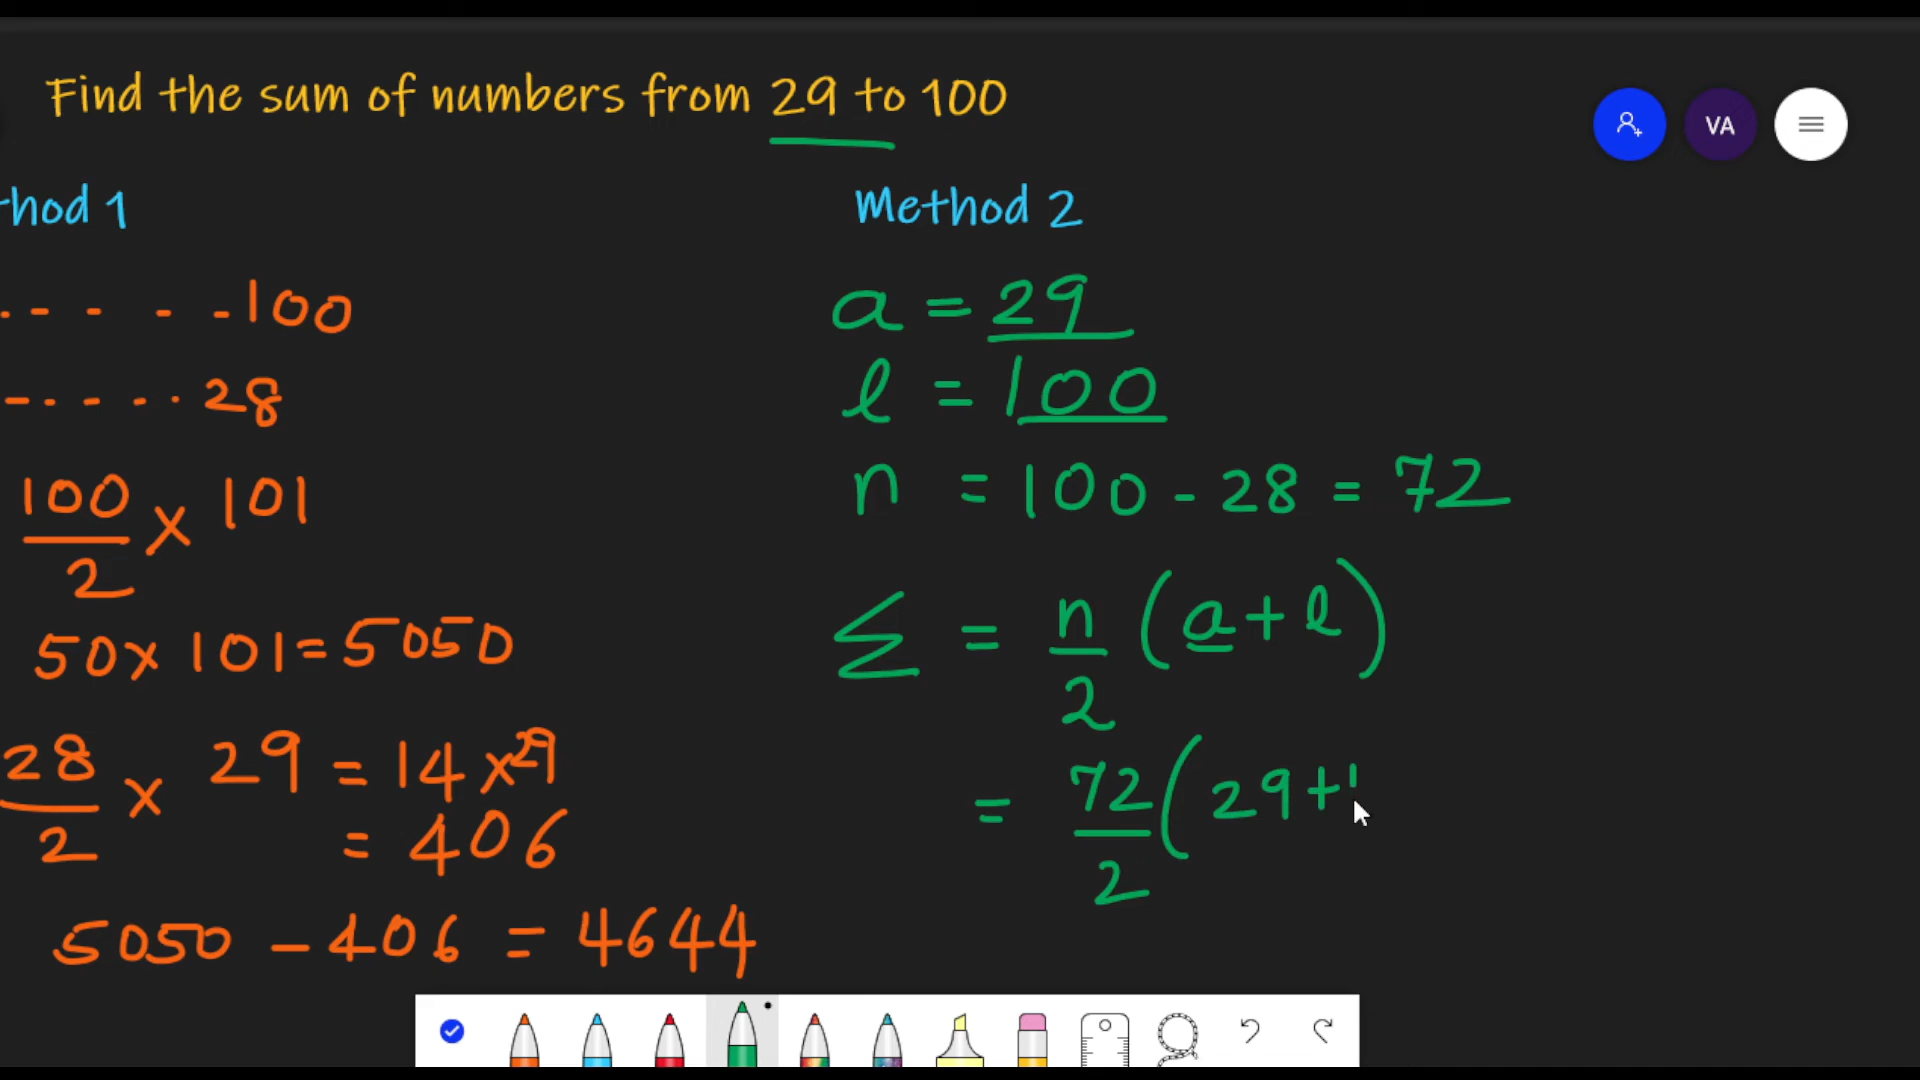 Find the sum of numbers from 29 to 100
VA
thod 1
- - - - - 100
- - - - · 28
100/2 x 101
50 x 101 = 5050
28/2 x 29 = 14 x 29
= 406
5050 - 406 = 4644
Method 2
a = 29
l = 100
n = 100 - 28 = 72
Σ = n/2 (a + l)
= 72/2 (29 +